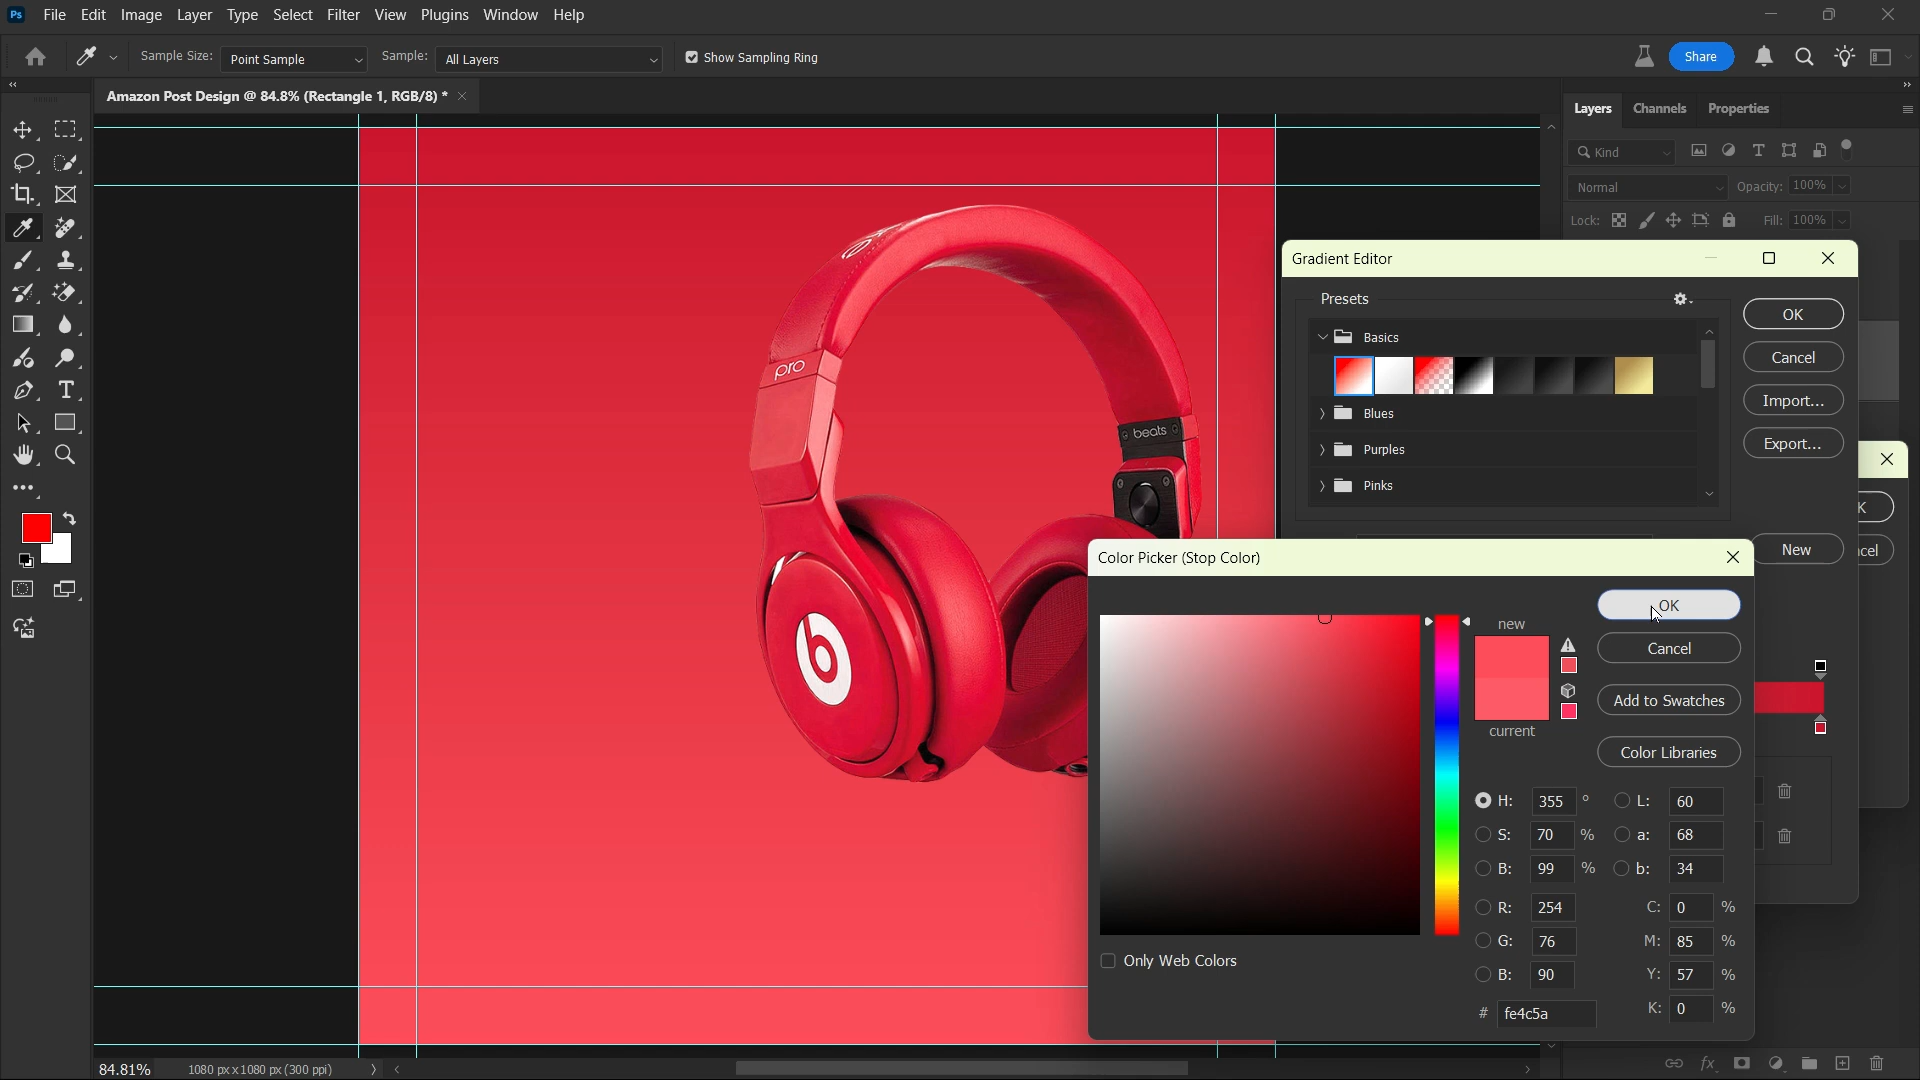 Ps File Edit Image Layer Type Select Filter View Plugins Window Help
Sample Size: Point Sample Sample: All Layers Show Sampling Ring Share
Amazon Post Design @ 84.8% (Rectangle 1, RGB/8) *
Layers Channels Properties
Kind
Normal Opacity: 100%
Lock: Fill: 100%
pro
beats
b
Gradient Editor
Presets
Basics
Blues
Purples
Pinks
OK
Cancel
Import...
Export...
New
K
cel
Color Picker (Stop Color)
OK
Cancel
Add to Swatches
Color Libraries
new
current
H: 355 ° L: 60
S: 70 % a: 68
B: 99 % b: 34
R: 254 C: 0 %
G: 76 M: 85 %
B: 90 Y: 57 %
# fe4c5a K: 0 %
Only Web Colors
T
T
fx
84.81% 1080 px x 1080 px (300 ppi)